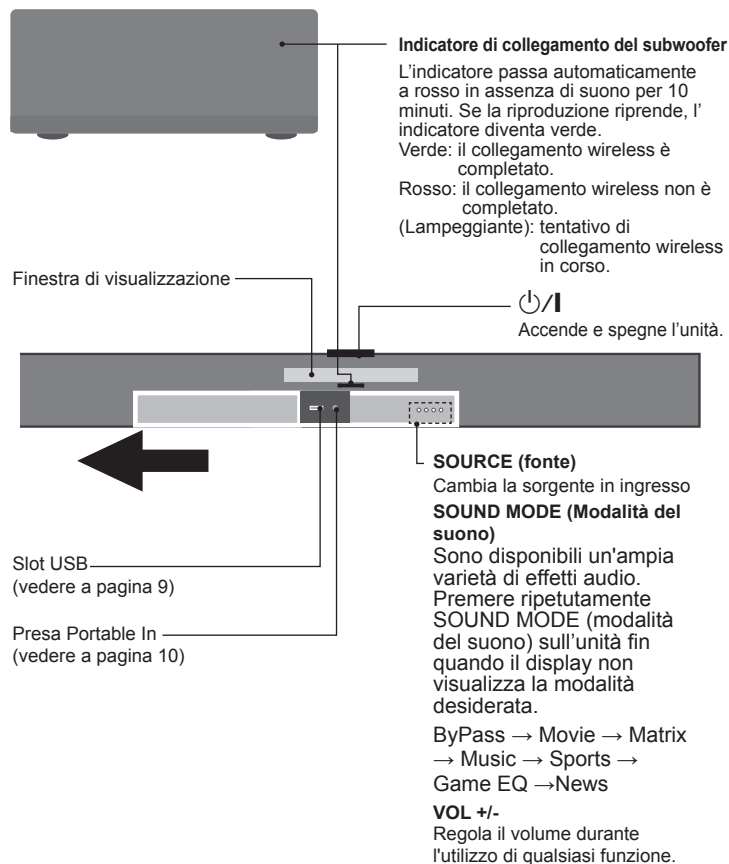 Indicatore di collegamento del subwoofer
L’indicatore passa automaticamente
a rosso in assenza di suono per 10
minuti. Se la riproduzione riprende, l’
indicatore diventa verde.
Verde: il collegamento wireless è
completato.
Rosso: il collegamento wireless non è
completato.
(Lampeggiante): tentativo di
collegamento wireless
in corso.
Finestra di visualizzazione
⏻/I
Accende e spegne l’unità.
SOURCE (fonte)
Cambia la sorgente in ingresso
SOUND MODE (Modalità del
suono)
Sono disponibili un'ampia
varietà di effetti audio.
Premere ripetutamente
SOUND MODE (modalità
del suono) sull’unità fin
quando il display non
visualizza la modalità
desiderata.
ByPass → Movie → Matrix
→ Music → Sports →
Game EQ →News
VOL +/-
Regola il volume durante
l'utilizzo di qualsiasi funzione.
Slot USB
(vedere a pagina 9)
Presa Portable In
(vedere a pagina 10)